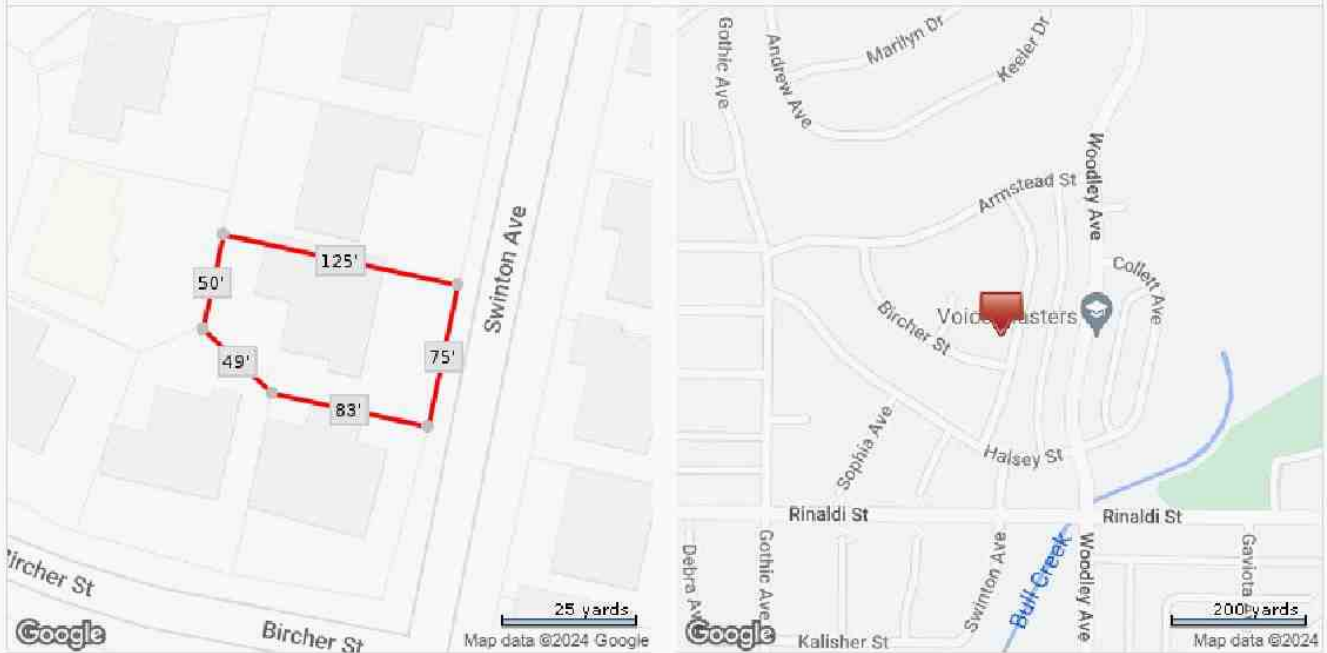 125'
50'
75'
49'
83'
Swinton Ave
Bircher St
Bircher St
25 yards
Google
Map data ©2024 Google
Gothic Ave
Andrew Ave
Marilyn Dr
Keeler Dr
Woodley Ave
Armstead St
Collett Ave
Bircher St
Sophia Ave
Halsey St
Rinaldi St
Rinaldi St
Debra Av
Gothic Ave
Swinton Ave
Bull Creek
Woodley Ave
Gaviota
Kalisher St
200 yards
Google
Map data ©2024